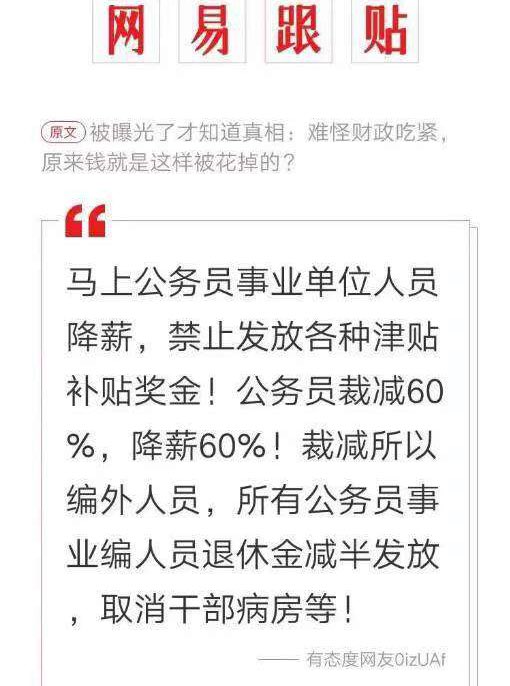 网易跟贴
原文 被曝光了才知道真相：难怪财政吃紧，
原来钱就是这样被花掉的？
马上公务员事业单位人员
降薪，禁止发放各种津贴
补贴奖金！公务员裁减60
%，降薪60%！裁减所以
编外人员，所有公务员事
业编人员退休金减半发放
，取消干部病房等！
—— 有态度网友0izUAf